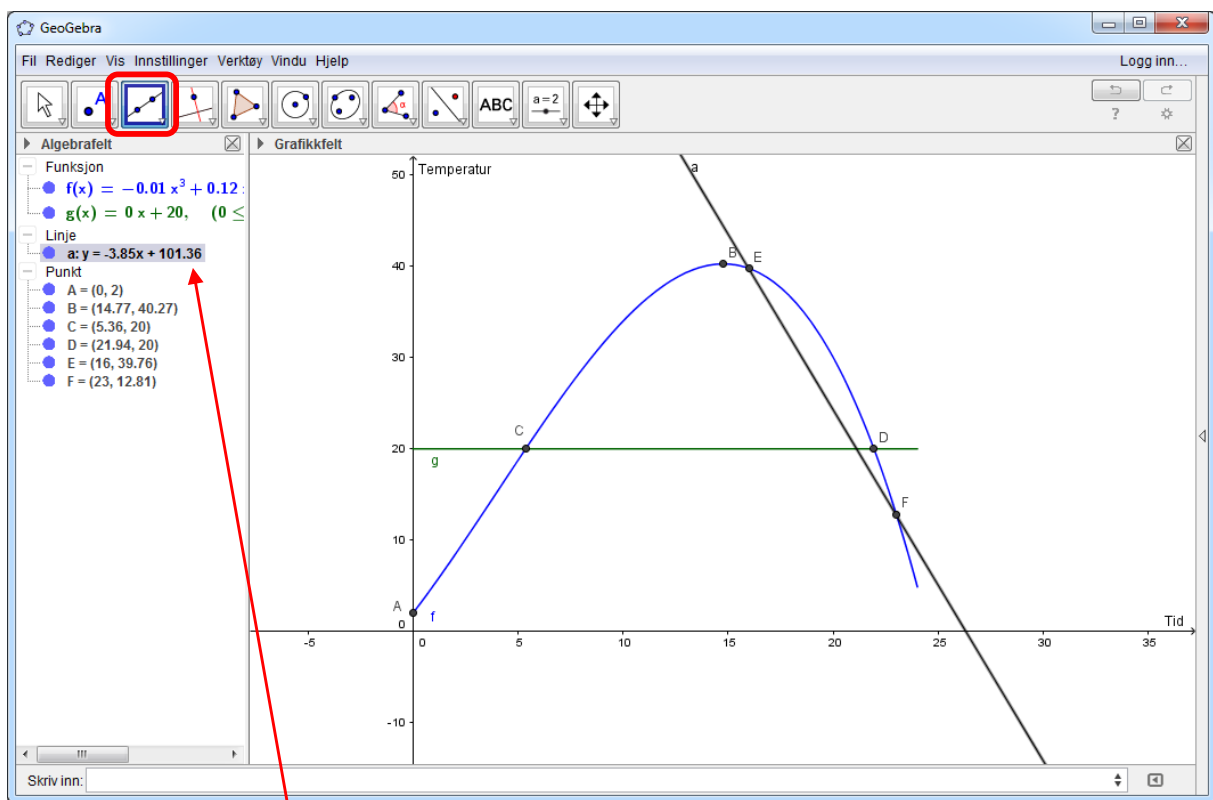 GeoGebra
Fil Rediger Vis Innstillinger Verktøy Vindu Hjelp
Logg inn...
A
α
ABC
a=2
?
Algebrafelt
Grafikkfelt
Funksjon
f(x) = −0.01 x³ + 0.12
g(x) = 0 x + 20, (0 ≤
Linje
a: y = -3.85x + 101.36
Punkt
A = (0, 2)
B = (14.77, 40.27)
C = (5.36, 20)
D = (21.94, 20)
E = (16, 39.76)
F = (23, 12.81)
Temperatur
a
50
B
E
40
30
C
D
20
g
F
10
A
f
0
Tid
-5
0
5
10
15
20
25
30
35
-10
Skriv inn: